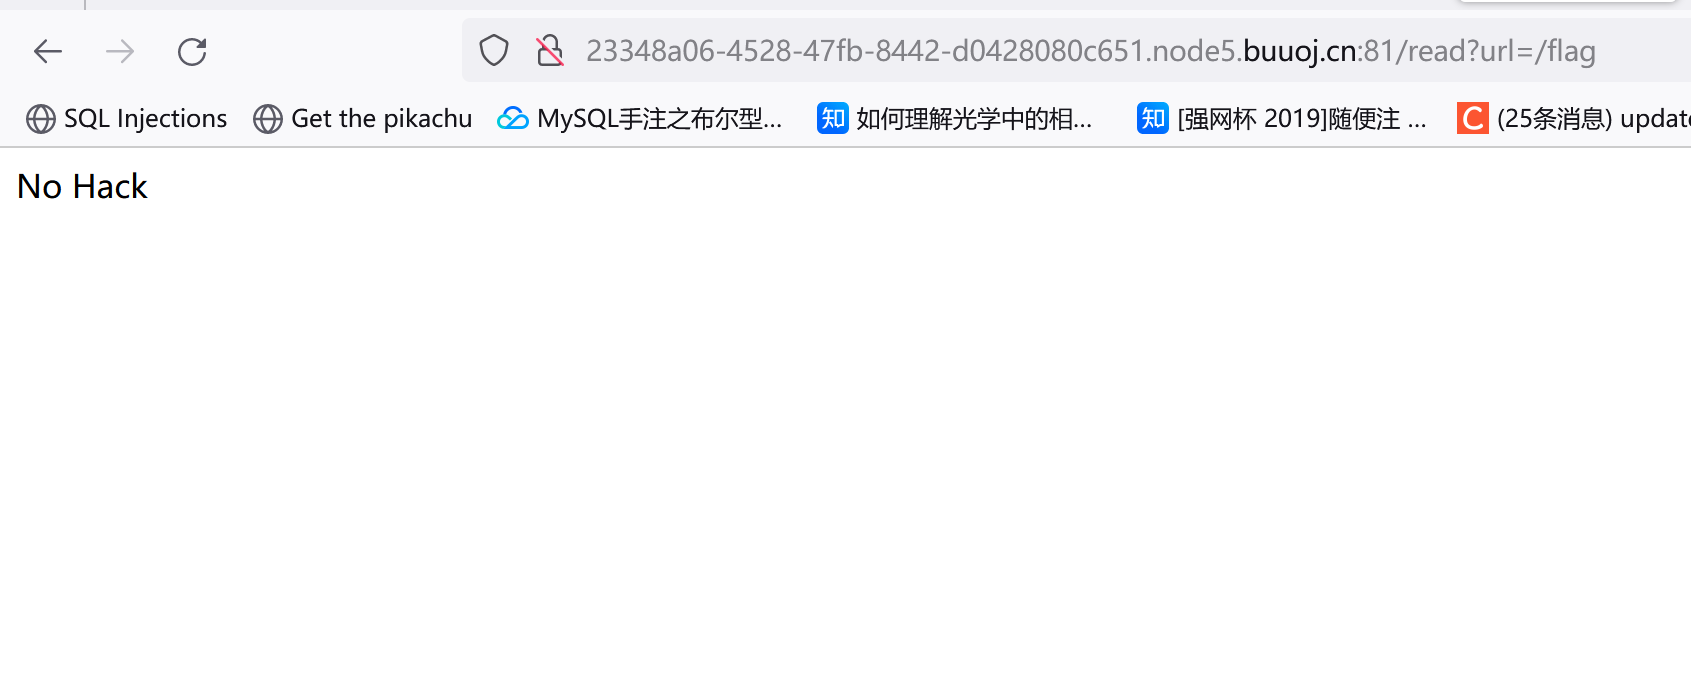 23348a06-4528-47fb-8442-d0428080c651.node5.buuoj.cn:81/read?url=/flag
SQL Injections Get the pikachu MySQL手注之布尔型... 知 如何理解光学中的相... 知 [强网杯 2019]随便注 ... C (25条消息) update
No Hack